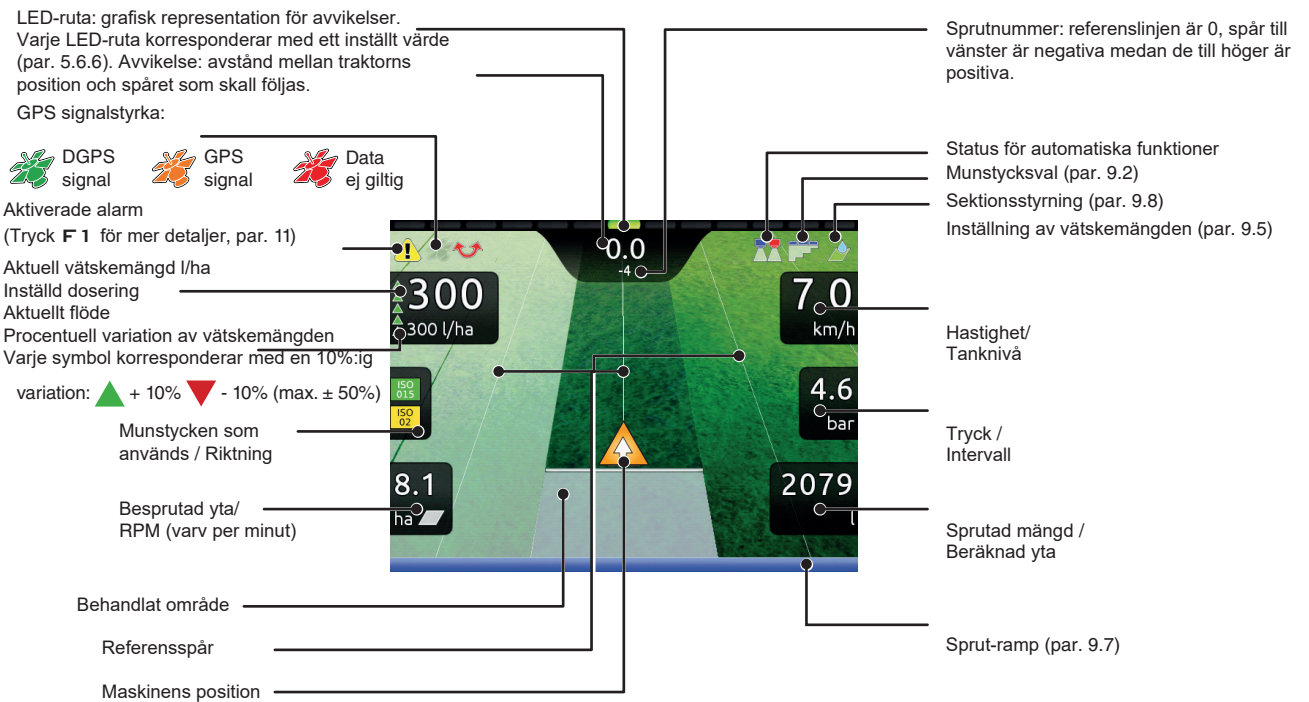 LED-ruta: grafisk representation för avvikelser.
Varje LED-ruta korresponderar med ett inställt värde
(par. 5.6.6). Avvikelse: avstånd mellan traktorns
position och spåret som skall följas.
GPS signalstyrka:
DGPS
signal
GPS
signal
Data
ej giltig
Aktiverade alarm
(Tryck F1 för mer detaljer, par. 11)
Aktuell vätskemängd l/ha
Inställd dosering
Aktuellt flöde
Procentuell variation av vätskemängden
Varje symbol korresponderar med en 10%:ig
variation: + 10% - 10% (max. ± 50%)
Munstycken som
används / Riktning
Besprutad yta/
RPM (varv per minut)
Behandlat område
Referensspår
Maskinens position
0.0
-4
300
300 l/ha
ISO
015
ISO
02
8.1
ha
7.0
km/h
4.6
bar
2079
l
Sprutnummer: referenslinjen är 0, spår till
vänster är negativa medan de till höger är
positiva.
Status för automatiska funktioner
Munstycksval (par. 9.2)
Sektionsstyrning (par. 9.8)
Inställning av vätskemängden (par. 9.5)
Hastighet/
Tanknivå
Tryck /
Intervall
Sprutad mängd /
Beräknad yta
Sprut-ramp (par. 9.7)